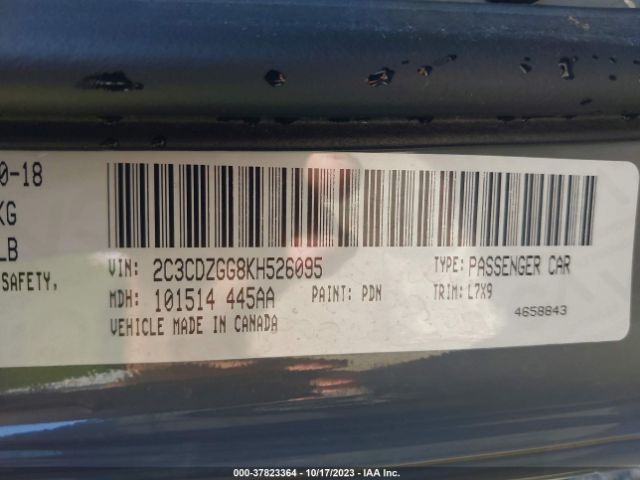 0-18
KG
LB
SAFETY,
VIN: 2C3CDZGG8KH526095 TYPE: PASSENGER CAR
MDH: 101514 445AA PAINT: PDN TRIM: L7X9
VEHICLE MADE IN CANADA 4658843
000-37823364 - 10/17/2023 - IAA Inc.